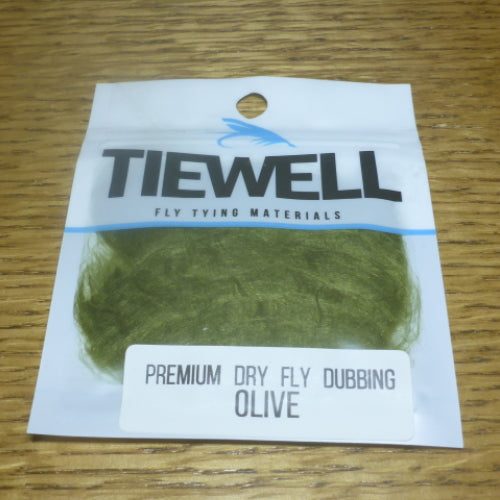 TIEWELL
FLY TYING MATERIALS
PREMIUM DRY FLY DUBBING
OLIVE